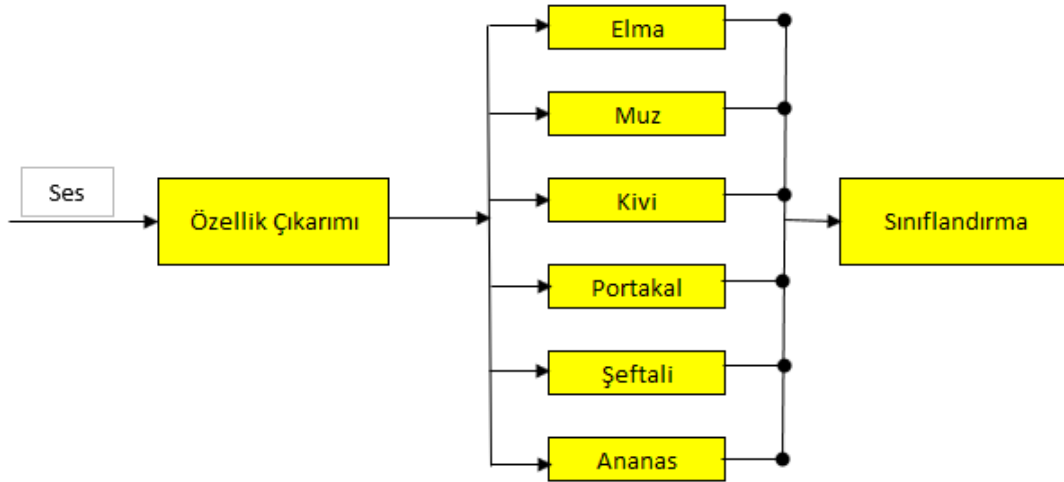 Ses
Özellik Çıkarımı
Elma
Muz
Kivi
Portakal
Şeftali
Ananas
Sınıflandırma